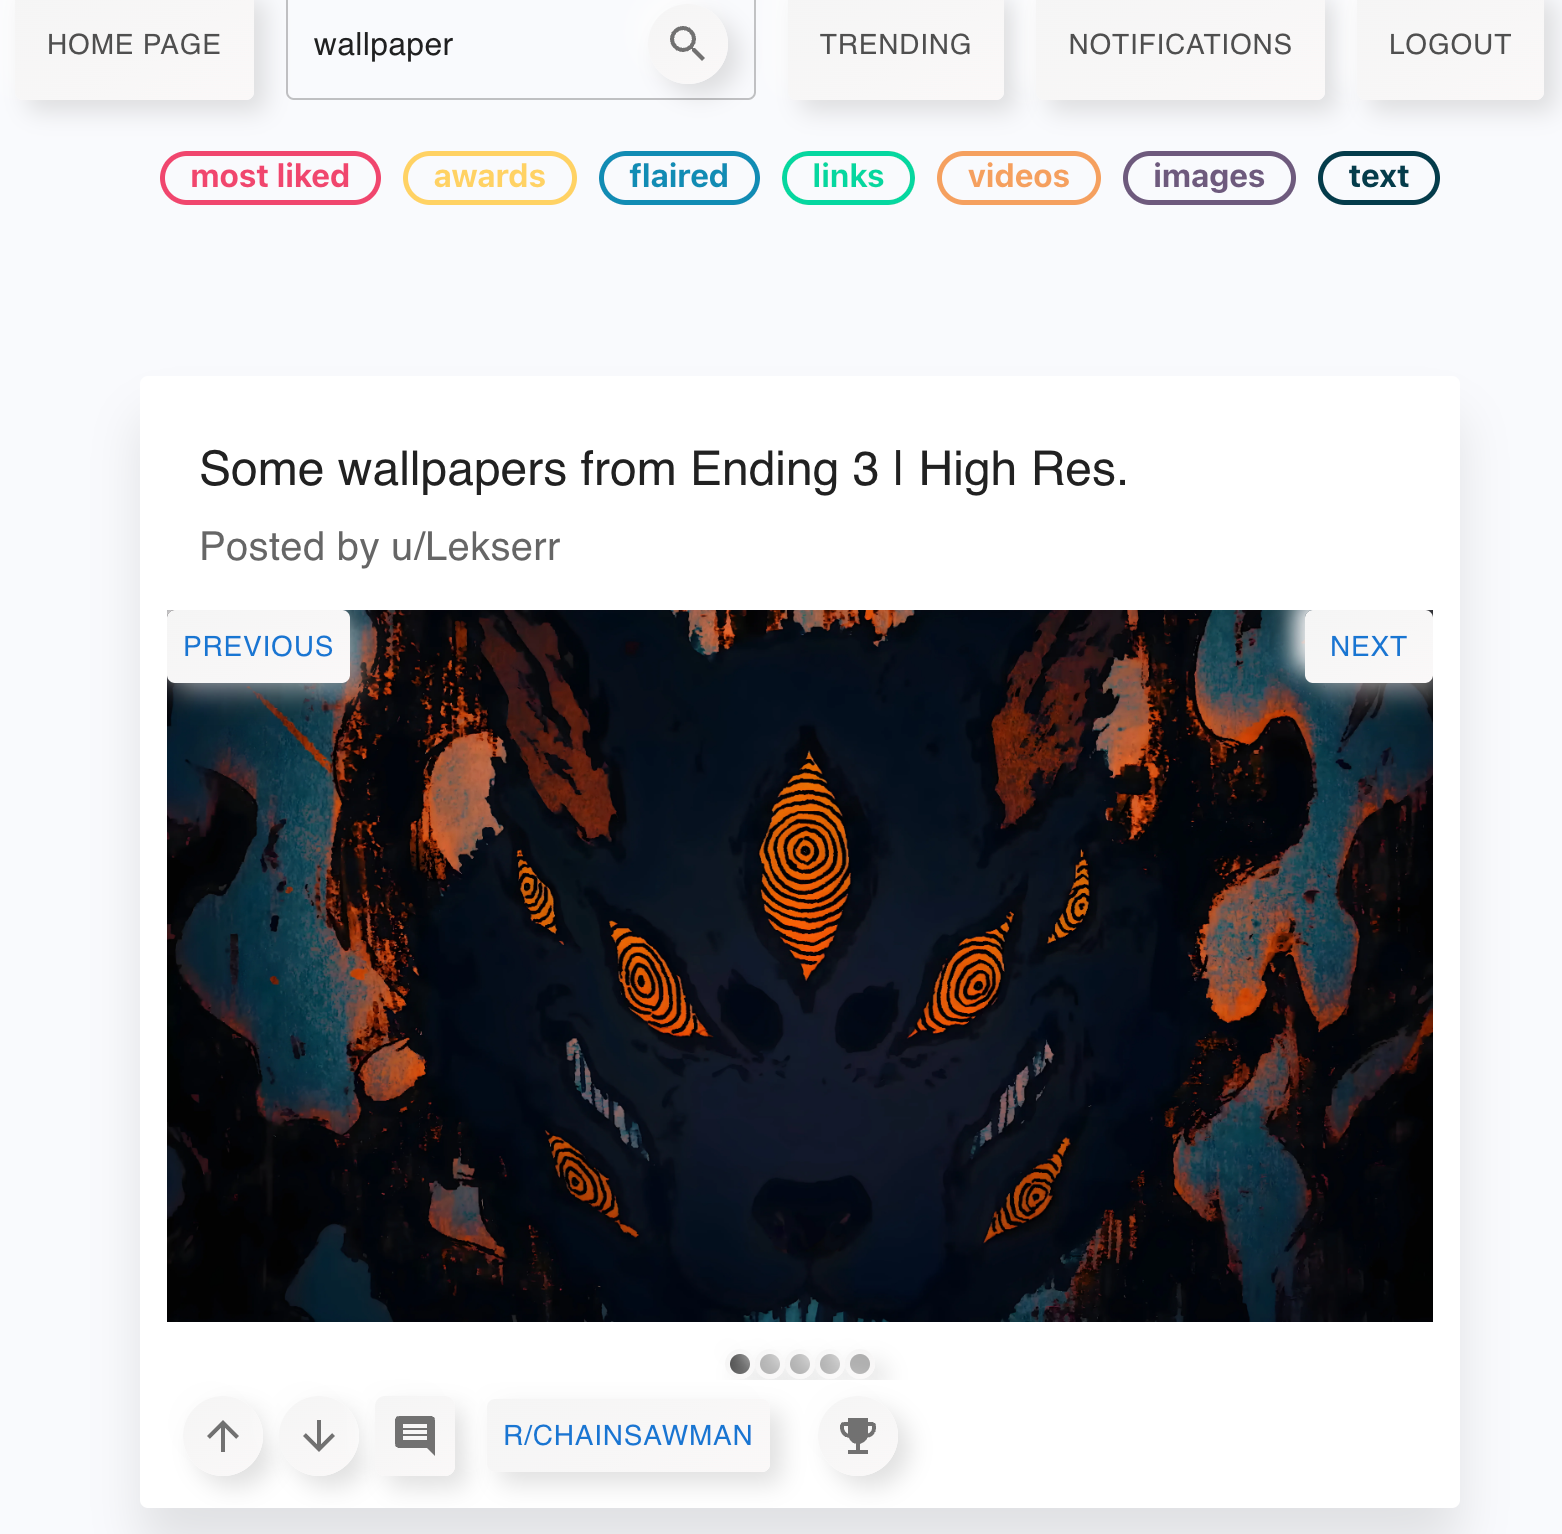 HOME PAGE wallpaper TRENDING NOTIFICATIONS LOGOUT
most liked awards flaired links videos images text
Some wallpapers from Ending 3 | High Res.
Posted by u/Lekserr
PREVIOUS NEXT
R/CHAINSAWMAN